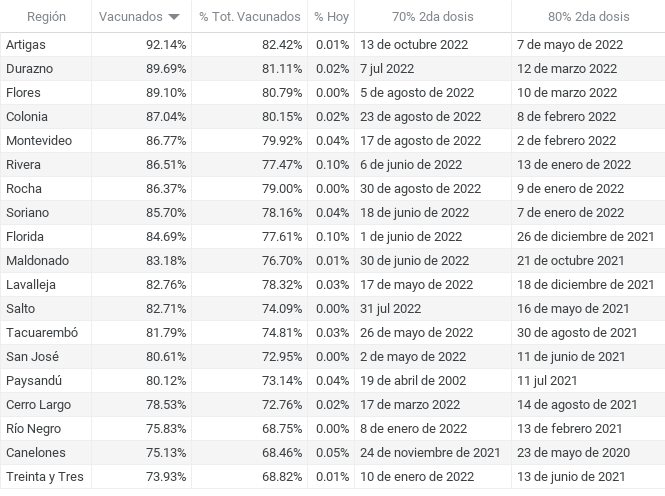 Región Vacunados % Tot. Vacunados % Hoy 70% 2da dosis 80% 2da dosis
Artigas 92.14% 82.42% 0.01% 13 de octubre 2022 7 de mayo de 2022
Durazno 89.69% 81.11% 0.02% 7 jul 2022 12 de marzo 2022
Flores 89.10% 80.79% 0.00% 5 de agosto de 2022 10 de marzo 2022
Colonia 87.04% 80.15% 0.02% 23 de agosto de 2022 8 de febrero 2022
Montevideo 86.77% 79.92% 0.04% 17 de agosto de 2022 2 de febrero 2022
Rivera 86.51% 77.47% 0.10% 6 de junio de 2022 13 de enero de 2022
Rocha 86.37% 79.00% 0.00% 30 de agosto de 2022 9 de enero de 2022
Soriano 85.70% 78.16% 0.04% 18 de junio de 2022 7 de enero de 2022
Florida 84.69% 77.61% 0.10% 1 de junio de 2022 26 de diciembre de 2021
Maldonado 83.18% 76.70% 0.01% 30 de junio de 2022 21 de octubre 2021
Lavalleja 82.76% 78.32% 0.03% 17 de mayo de 2022 18 de diciembre de 2021
Salto 82.71% 74.09% 0.00% 31 jul 2022 16 de mayo de 2021
Tacuarembó 81.79% 74.81% 0.03% 26 de mayo de 2022 30 de agosto de 2021
San José 80.61% 72.95% 0.00% 2 de mayo de 2022 11 de junio de 2021
Paysandú 80.12% 73.14% 0.04% 19 de abril de 2002 11 jul 2021
Cerro Largo 78.53% 72.76% 0.02% 17 de marzo 2022 14 de agosto de 2021
Río Negro 75.83% 68.75% 0.00% 8 de enero de 2022 13 de febrero 2021
Canelones 75.13% 68.46% 0.05% 24 de noviembre de 2021 23 de mayo de 2020
Treinta y Tres 73.93% 68.82% 0.01% 10 de enero de 2022 13 de junio de 2021